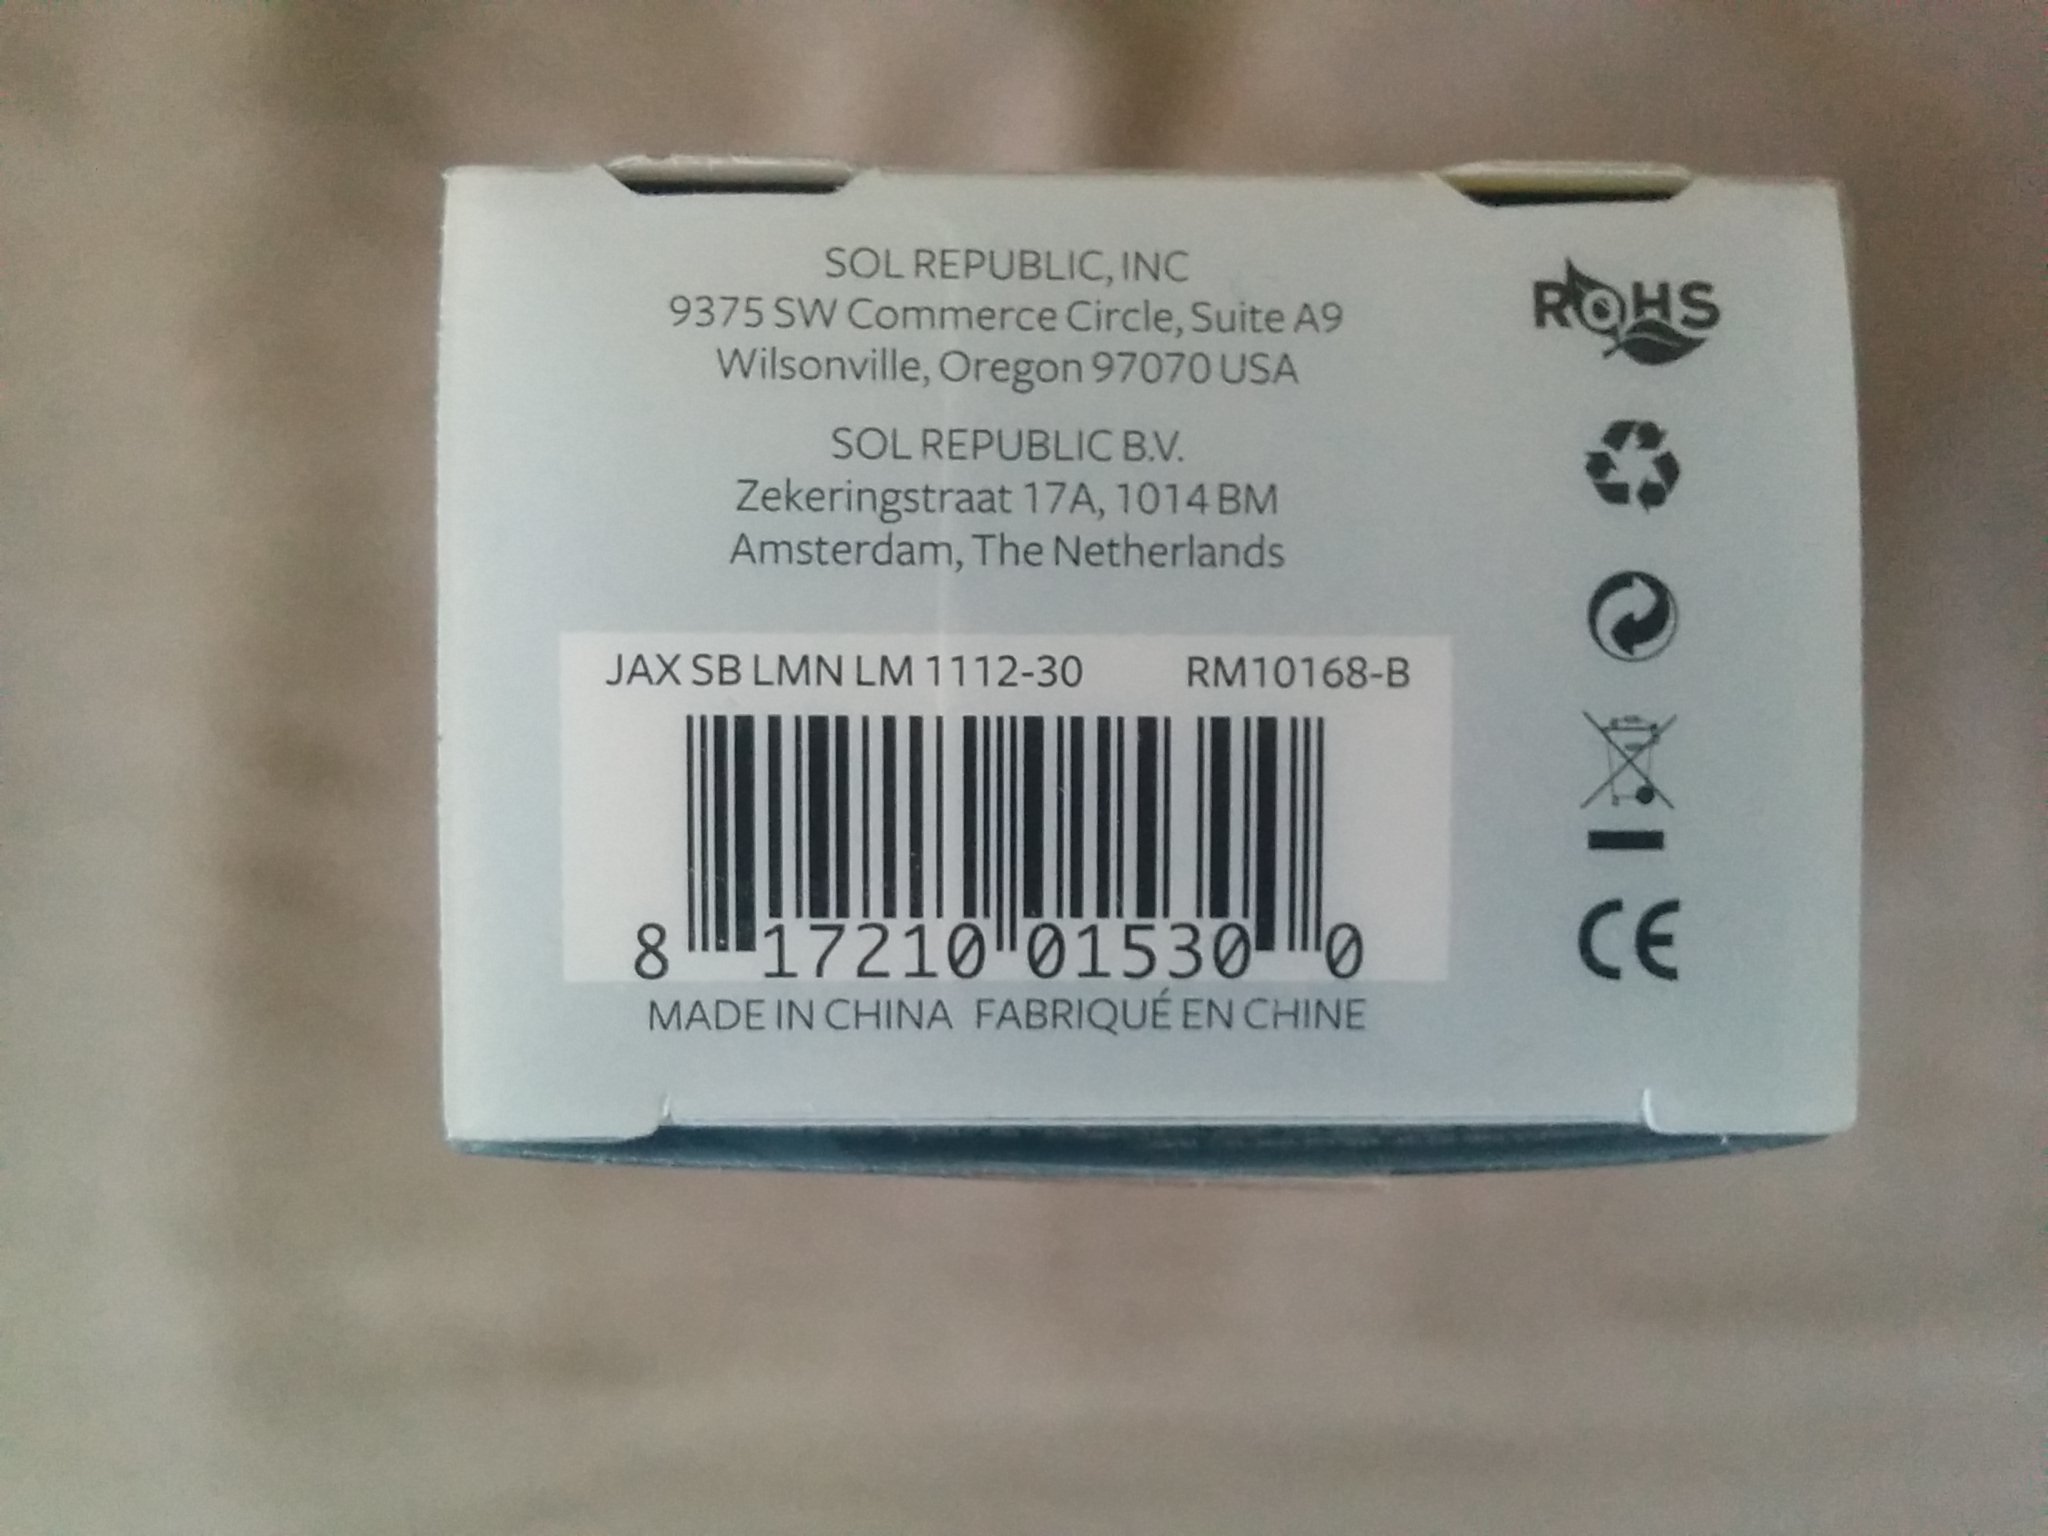 SOL REPUBLIC, INC
9375 SW Commerce Circle, Suite A9
Wilsonville, Oregon 97070 USA
SOL REPUBLIC B.V.
Zekeringstraat 17A, 1014 BM
Amsterdam, The Netherlands
JAX SB LMN LM 1112-30 RM10168-B
8 17210 01530 0
MADE IN CHINA FABRIQUÉ EN CHINE
ROHS
CE